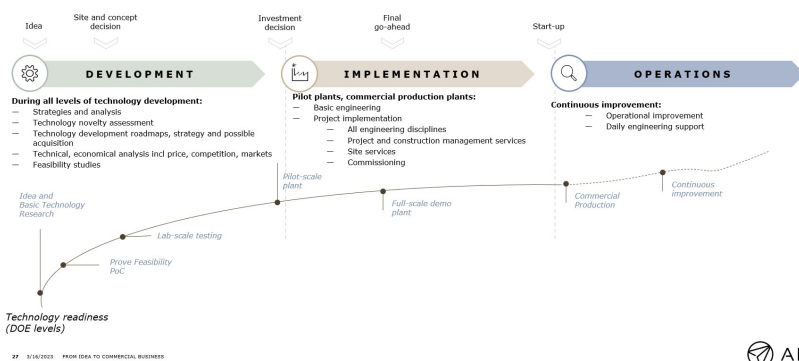 Idea
Site and concept
decision
Investment
decision
Final
go-ahead
Start-up
DEVELOPMENT
IMPLEMENTATION
OPERATIONS
During all levels of technology development:
— Strategies and analysis
— Technology novelty assessment
— Technology development roadmaps, strategy and possible
acquisition
— Technical, economical analysis incl price, competition, markets
— Feasibility studies
Pilot plants, commercial production plants:
— Basic engineering
— Project implementation
— All engineering disciplines
— Project and construction management services
— Site services
— Commissioning
Continuous improvement:
— Operational improvement
— Daily engineering support
Idea and
Basic Technology
Research
Prove Feasibility
PoC
Lab-scale testing
Pilot-scale
plant
Full-scale demo
plant
Commercial
Production
Continuous
improvement
Technology readiness
(DOE levels)
27 3/16/2023 FROM IDEA TO COMMERCIAL BUSINESS